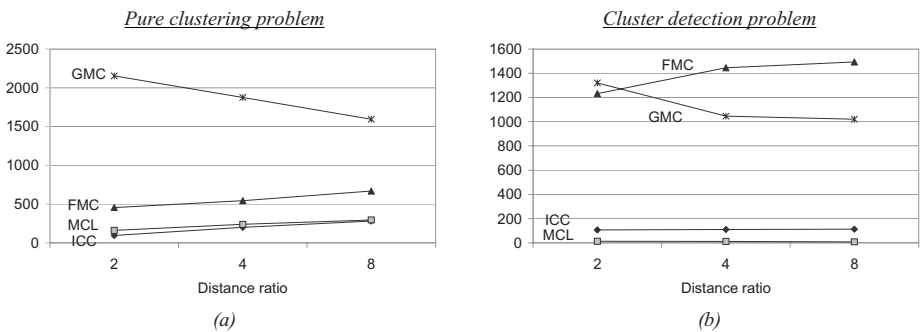 Pure clustering problem
2500
2000
1500
1000
500
0
GMC
FMC
MCL
ICC
2 4 8
Distance ratio
(a)
Cluster detection problem
1600
1400
1200
1000
800
600
400
200
0
FMC
GMC
ICC
MCL
2 4 8
Distance ratio
(b)